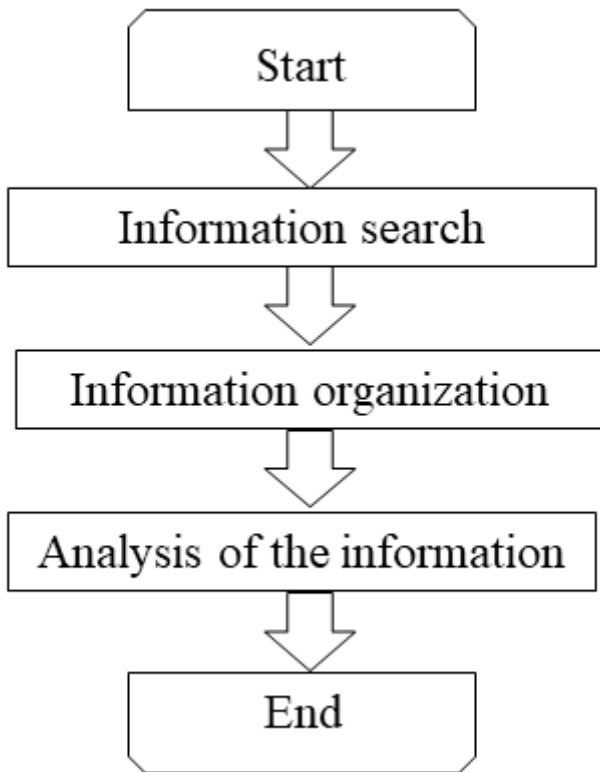 Start
Information search
Information organization
Analysis of the information
End